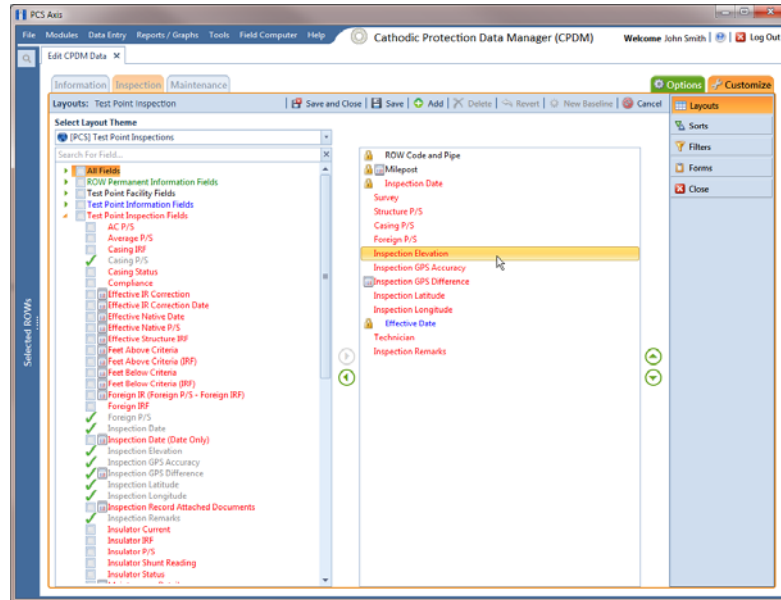 PCS Axis
File Modules Data Entry Reports / Graphs Tools Field Computer Help
Cathodic Protection Data Manager (CPDM)
Welcome John Smith | Log Out
Edit CPDM Data
Information Inspection Maintenance
Options Customize
Layouts: Test Point Inspection
Save and Close | Save | Add | Delete | Revert | New Baseline | Cancel
Select Layout Theme
[PCS] Test Point Inspections
Search For Field...
All Fields
ROW Permanent Information Fields
Test Point Facility Fields
Test Point Information Fields
Test Point Inspection Fields
AC P/S
Average P/S
Casing IRF
Casing P/S
Casing Status
Compliance
Effective IR Correction
Effective IR Correction Date
Effective Native Date
Effective Native P/S
Effective Structure IRF
Feet Above Criteria
Feet Above Criteria (IRF)
Feet Below Criteria
Feet Below Criteria (IRF)
Foreign IR (Foreign P/S - Foreign IRF)
Foreign IRF
Foreign P/S
Inspection Date
Inspection Date (Date Only)
Inspection Elevation
Inspection GPS Accuracy
Inspection GPS Difference
Inspection Latitude
Inspection Longitude
Inspection Record Attached Documents
Inspection Remarks
Insulator Current
Insulator IRF
Insulator P/S
Insulator Shunt Reading
Insulator Status
ROW Code and Pipe
Milepost
Inspection Date
Survey
Structure P/S
Casing P/S
Foreign P/S
Inspection Elevation
Inspection GPS Accuracy
Inspection GPS Difference
Inspection Latitude
Inspection Longitude
Effective Date
Technician
Inspection Remarks
Layouts
Sorts
Filters
Forms
Close
Selected ROWs